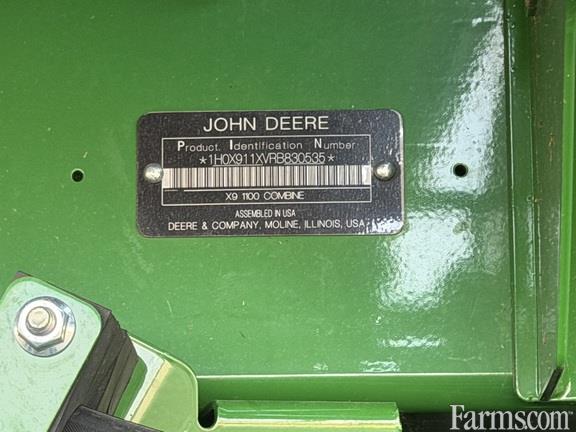 JOHN DEERE
Product Identification Number
*1H0X911XVRB830535*
X9 1100 COMBINE
ASSEMBLED IN USA
DEERE & COMPANY, MOLINE, ILLINOIS, USA
Farms.com